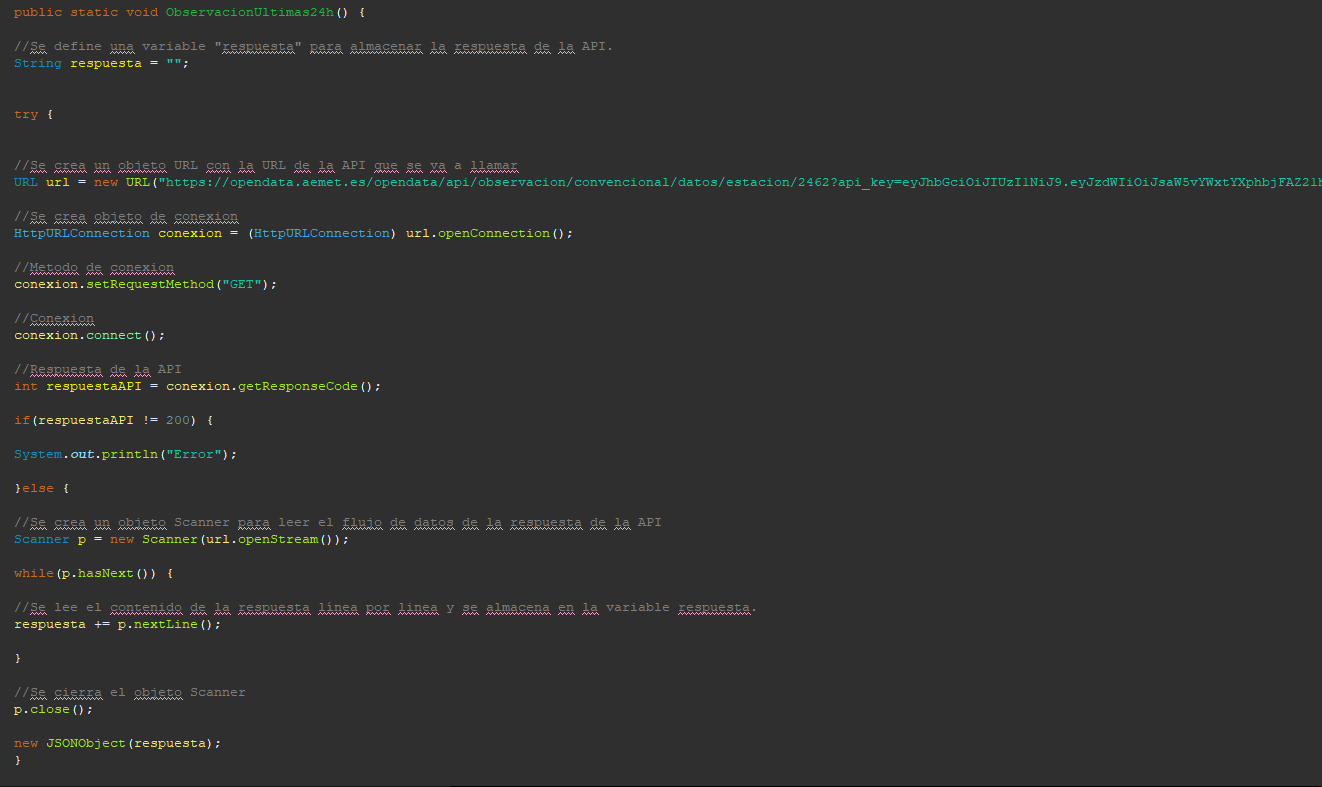 public static void ObservacionUltimas24h() {
//Se define una variable "respuesta" para almacenar la respuesta de la API.
String respuesta = "";
try {
//Se crea un objeto URL con la URL de la API que se va a llamar
URL url = new URL("https://opendata.aemet.es/opendata/api/observacion/convencional/datos/estacion/2462?api_key=eyJhbGciOiJIUzI1NiJ9.eyJzdWIiOiJsaW5vYWxtYXphbjFAZ21h
//Se crea objeto de conexion
HttpURLConnection conexion = (HttpURLConnection) url.openConnection();
//Metodo de conexion
conexion.setRequestMethod("GET");
//Conexion
conexion.connect();
//Respuesta de la API
int respuestaAPI = conexion.getResponseCode();
if(respuestaAPI != 200) {
System.out.println("Error");
}else {
//Se crea un objeto Scanner para leer el flujo de datos de la respuesta de la API
Scanner p = new Scanner(url.openStream());
while(p.hasNext()) {
//Se lee el contenido de la respuesta línea por linea y se almacena en la variable respuesta.
respuesta += p.nextLine();
}
//Se cierra el objeto Scanner
p.close();
new JSONObject(respuesta);
}